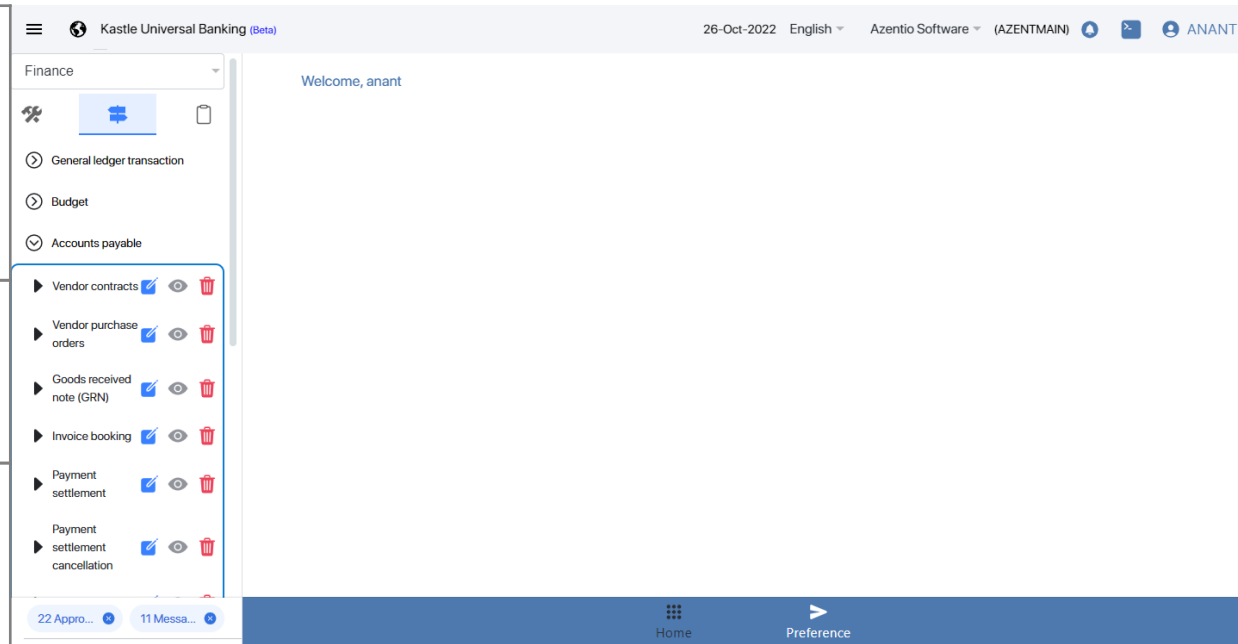 Kastle Universal Banking (Beta)
26-Oct-2022 English Azentio Software (AZENTMAIN) ANANT
Finance
Welcome, anant
General ledger transaction
Budget
Accounts payable
Vendor contracts
Vendor purchase
orders
Goods received
note (GRN)
Invoice booking
Payment
settlement
Payment
settlement
cancellation
22 Appro... 11 Messa...
Home Preference